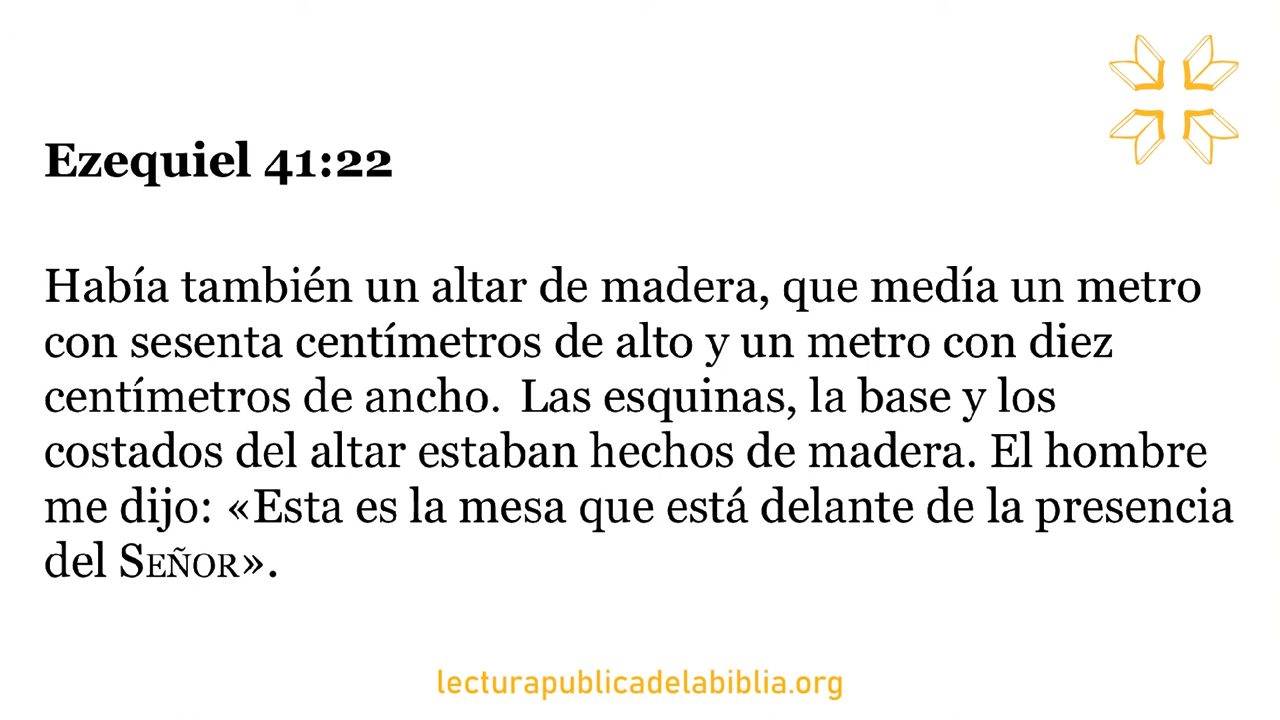 Ezequiel 41:22
Había también un altar de madera, que medía un metro
con sesenta centímetros de alto y un metro con diez
centímetros de ancho. Las esquinas, la base y los
costados del altar estaban hechos de madera. El hombre
me dijo: «Esta es la mesa que está delante de la presencia
del SEÑOR».
lecturapublicadelabiblia.org